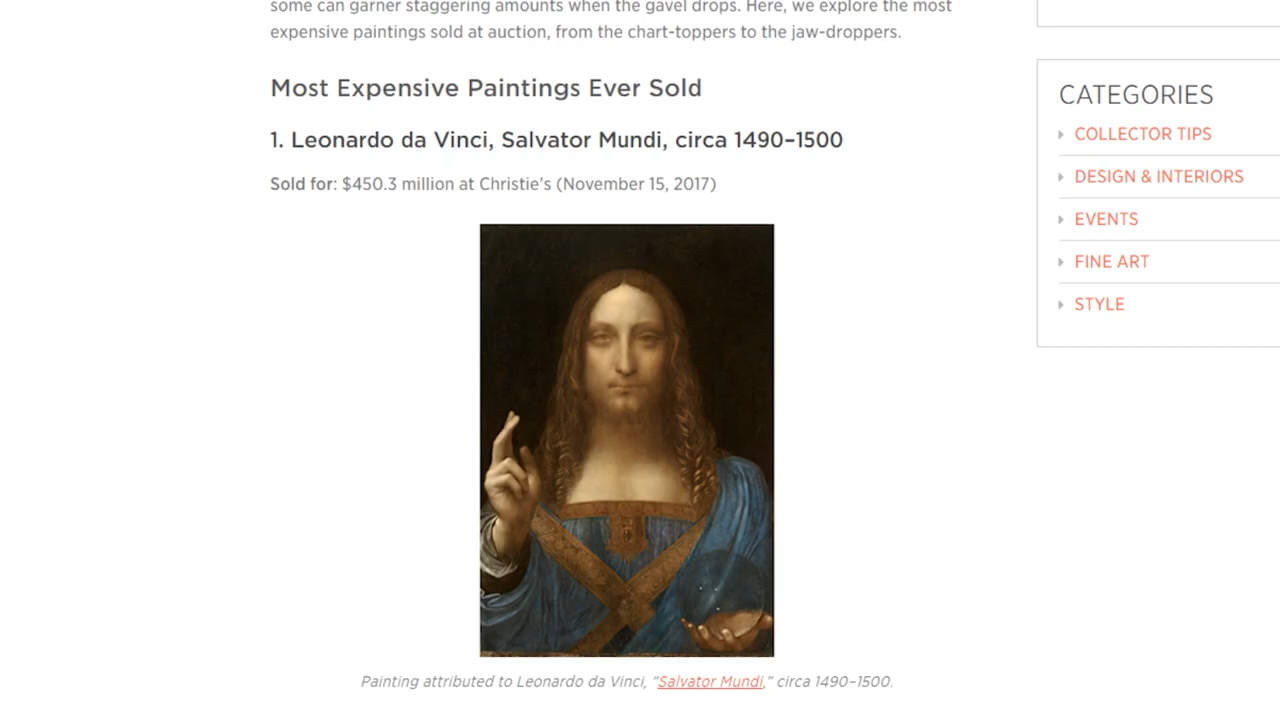 some can garner staggering amounts when the gavel drops. Here, we explore the most
expensive paintings sold at auction, from the chart-toppers to the jaw-droppers.
Most Expensive Paintings Ever Sold
1. Leonardo da Vinci, Salvator Mundi, circa 1490–1500
Sold for: $450.3 million at Christie's (November 15, 2017)
Painting attributed to Leonardo da Vinci, "Salvator Mundi," circa 1490–1500.
CATEGORIES
COLLECTOR TIPS
DESIGN & INTERIORS
EVENTS
FINE ART
STYLE